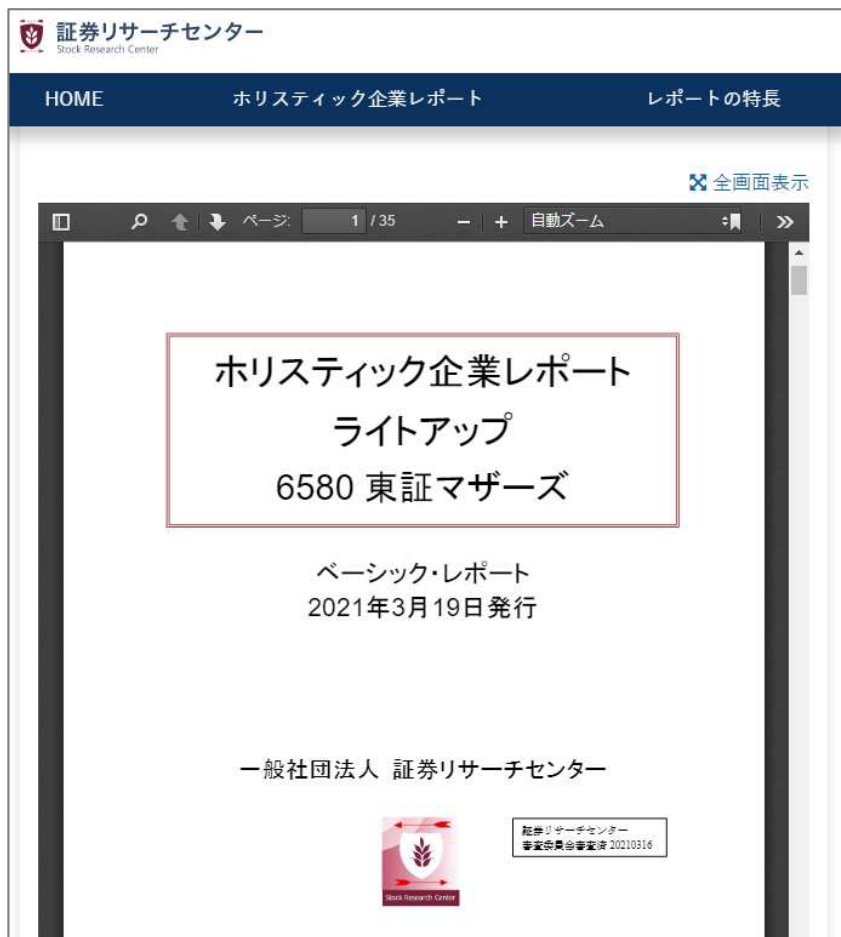 証券リサーチセンター
Stock Research Center
HOME ホリスティック企業レポート レポートの特長
全画面表示
ページ: 1 / 35 − + 自動ズーム
ホリスティック企業レポート
ライトアップ
6580 東証マザーズ
ベーシック・レポート
2021年3月19日発行
一般社団法人 証券リサーチセンター
証券リサーチセンター
審査委員会審査済 20210316
Stock Research Center